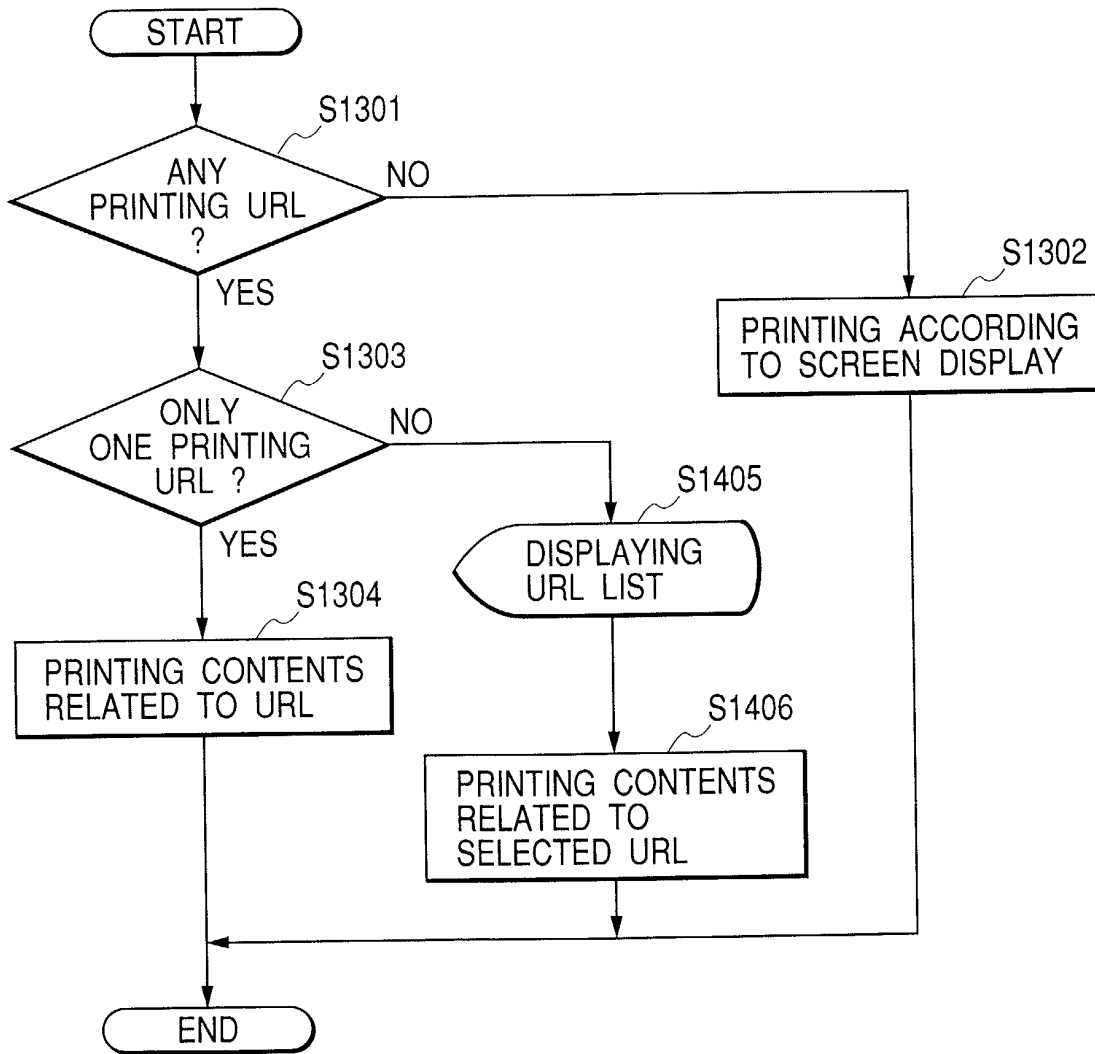 START
S1301
ANY
PRINTING URL
?
NO
YES
S1302
PRINTING ACCORDING
TO SCREEN DISPLAY
S1303
ONLY
ONE PRINTING
URL ?
NO
YES
S1405
DISPLAYING
URL LIST
S1304
PRINTING CONTENTS
RELATED TO URL
S1406
PRINTING CONTENTS
RELATED TO
SELECTED URL
END